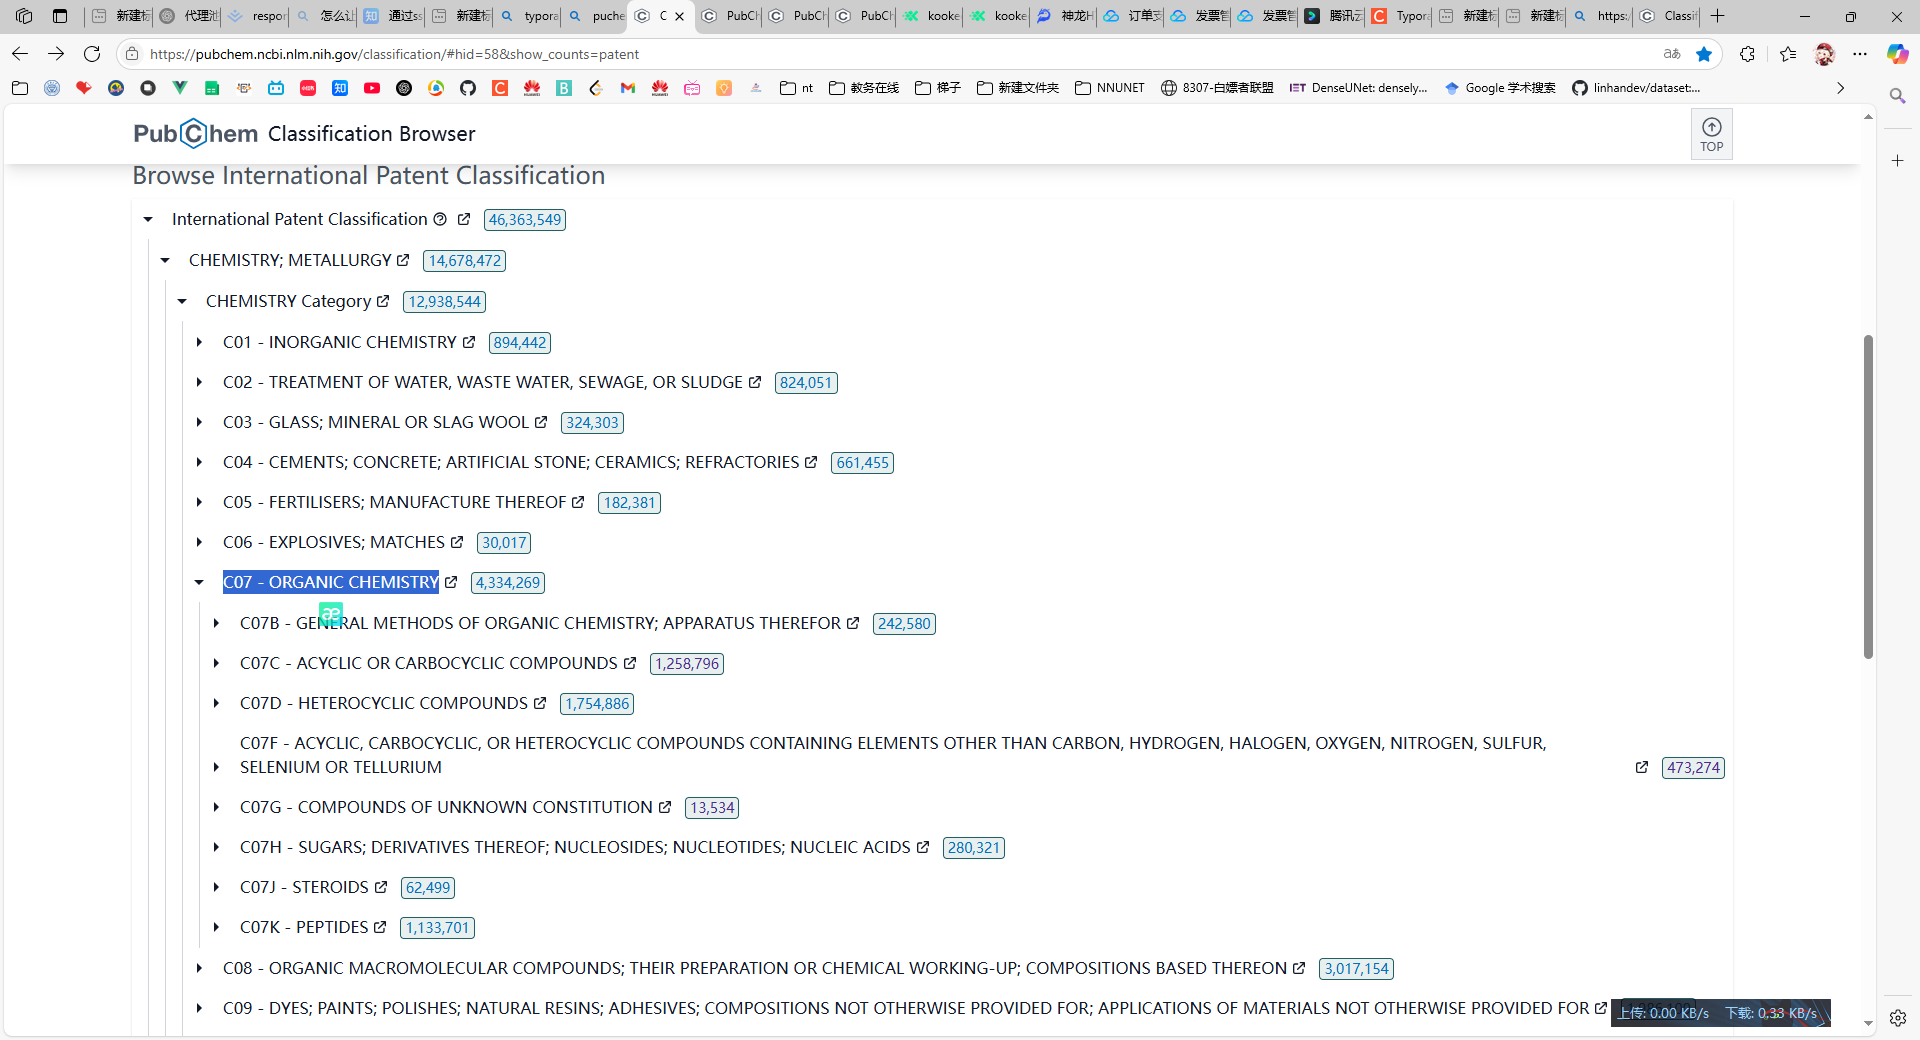 新建标
代理池
respor
怎么让
通过ss
新建标
typora
puche
C
PubCh
PubCh
PubCh
kooke
kooke
神龙H
订单支
发票管
发票管
腾讯云
Typora
新建标
新建标
https:/
Classif
https://pubchem.ncbi.nlm.nih.gov/classification/#hid=58&show_counts=patent
nt
教务在线
梯子
新建文件夹
NNUNET
8307-白嫖者联盟
DenseUNet: densely...
Google 学术搜索
linhandev/dataset:...
PubChem Classification Browser
TOP
Browse International Patent Classification
International Patent Classification 46,363,549
CHEMISTRY; METALLURGY 14,678,472
CHEMISTRY Category 12,938,544
C01 - INORGANIC CHEMISTRY 894,442
C02 - TREATMENT OF WATER, WASTE WATER, SEWAGE, OR SLUDGE 824,051
C03 - GLASS; MINERAL OR SLAG WOOL 324,303
C04 - CEMENTS; CONCRETE; ARTIFICIAL STONE; CERAMICS; REFRACTORIES 661,455
C05 - FERTILISERS; MANUFACTURE THEREOF 182,381
C06 - EXPLOSIVES; MATCHES 30,017
C07 - ORGANIC CHEMISTRY 4,334,269
C07B - GENERAL METHODS OF ORGANIC CHEMISTRY; APPARATUS THEREFOR 242,580
C07C - ACYCLIC OR CARBOCYCLIC COMPOUNDS 1,258,796
C07D - HETEROCYCLIC COMPOUNDS 1,754,886
C07F - ACYCLIC, CARBOCYCLIC, OR HETEROCYCLIC COMPOUNDS CONTAINING ELEMENTS OTHER THAN CARBON, HYDROGEN, HALOGEN, OXYGEN, NITROGEN, SULFUR,
SELENIUM OR TELLURIUM 473,274
C07G - COMPOUNDS OF UNKNOWN CONSTITUTION 13,534
C07H - SUGARS; DERIVATIVES THEREOF; NUCLEOSIDES; NUCLEOTIDES; NUCLEIC ACIDS 280,321
C07J - STEROIDS 62,499
C07K - PEPTIDES 1,133,701
C08 - ORGANIC MACROMOLECULAR COMPOUNDS; THEIR PREPARATION OR CHEMICAL WORKING-UP; COMPOSITIONS BASED THEREON 3,017,154
C09 - DYES; PAINTS; POLISHES; NATURAL RESINS; ADHESIVES; COMPOSITIONS NOT OTHERWISE PROVIDED FOR; APPLICATIONS OF MATERIALS NOT OTHERWISE PROVIDED FOR
上传: 0.00 KB/s 下载: 0.33 KB/s